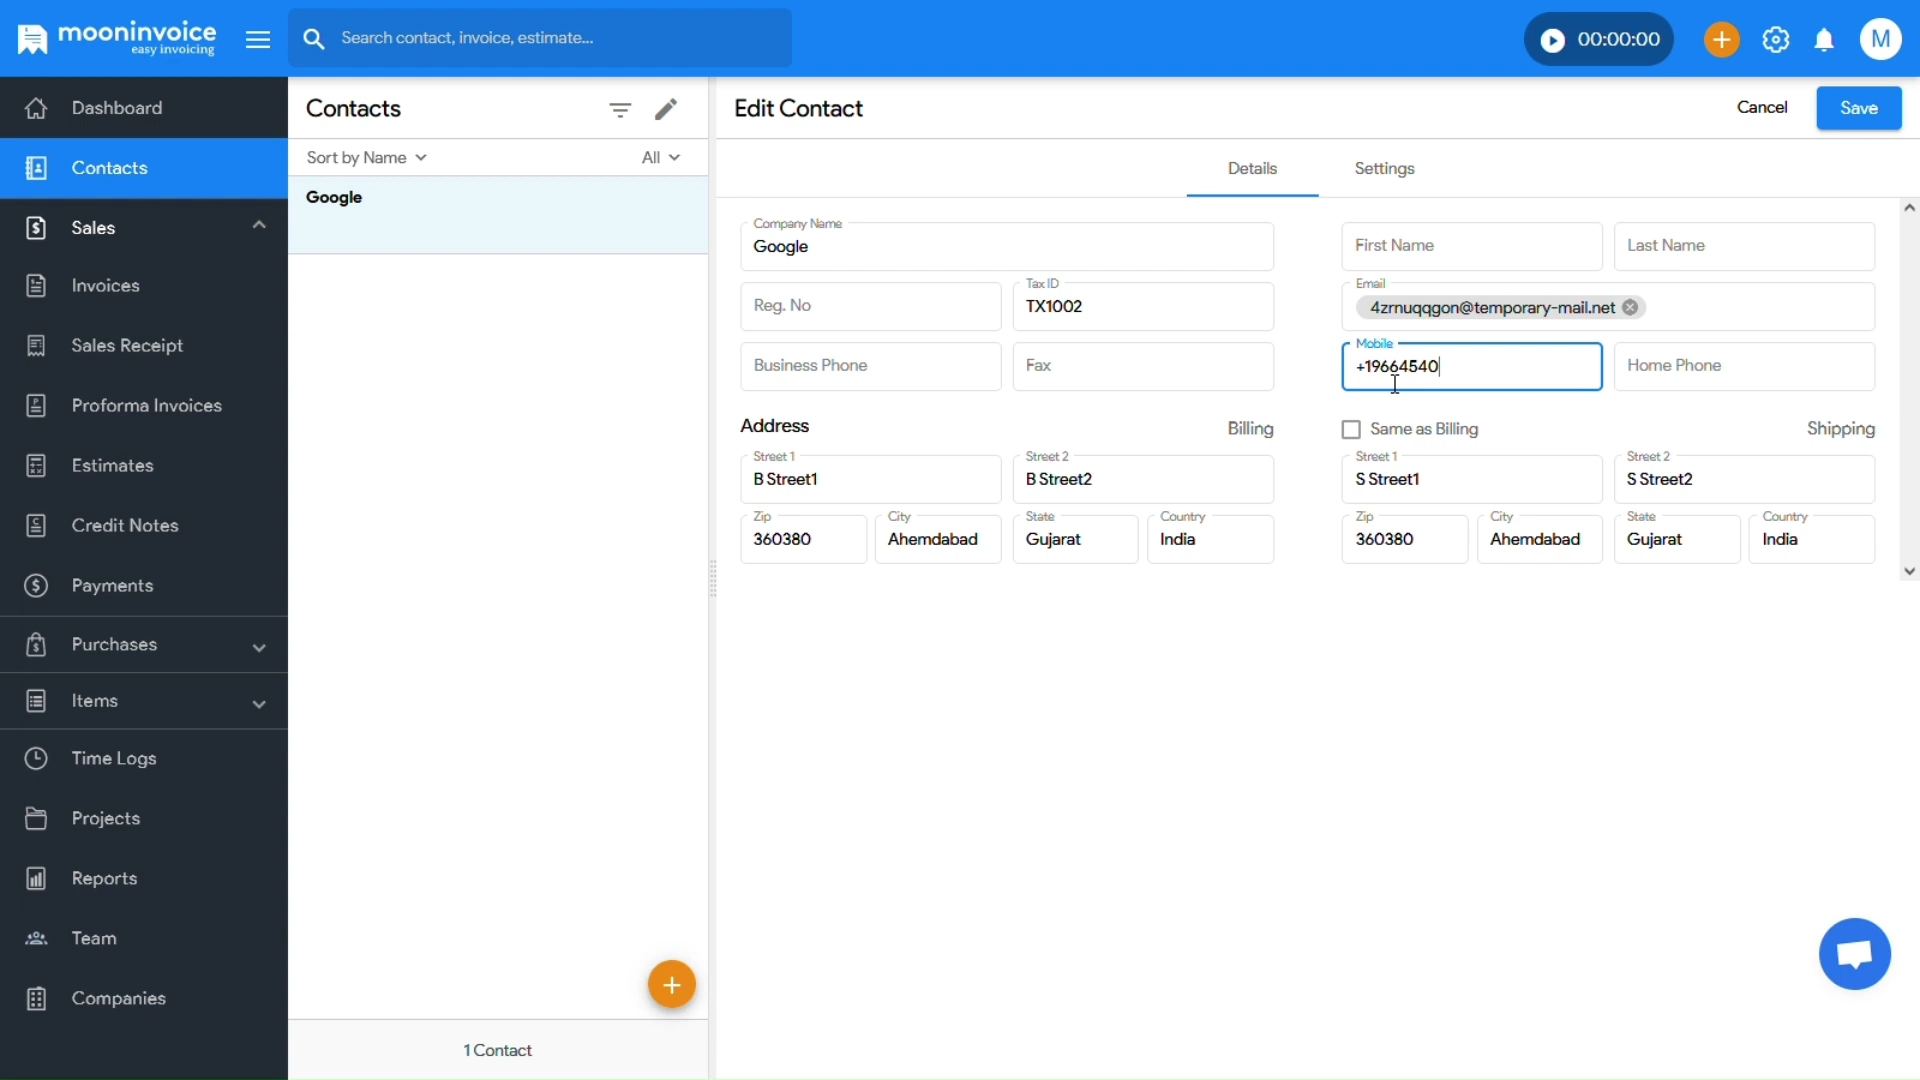 mooninvoice
easy invoicing
Search contact, invoice, estimate...
00:00:00
M
Dashboard
Contacts
Sales
Invoices
Sales Receipt
Proforma Invoices
Estimates
Credit Notes
Payments
Purchases
Items
Time Logs
Projects
Reports
Team
Companies
Contacts
Sort by Name All
Google
1 Contact
Edit Contact
Cancel Save
Details Settings
Company Name
Google
First Name Last Name
Reg. No
Tax ID
TX1002
Email
4zrnuqqgon@temporary-mail.net
Business Phone Fax
Mobile
+19664540
Home Phone
Address Billing
Same as Billing Shipping
Street 1 Street 2 Street 1 Street 2
B Street1 B Street2 S Street1 S Street2
Zip City State Country Zip City State Country
360380 Ahemdabad Gujarat India 360380 Ahemdabad Gujarat India